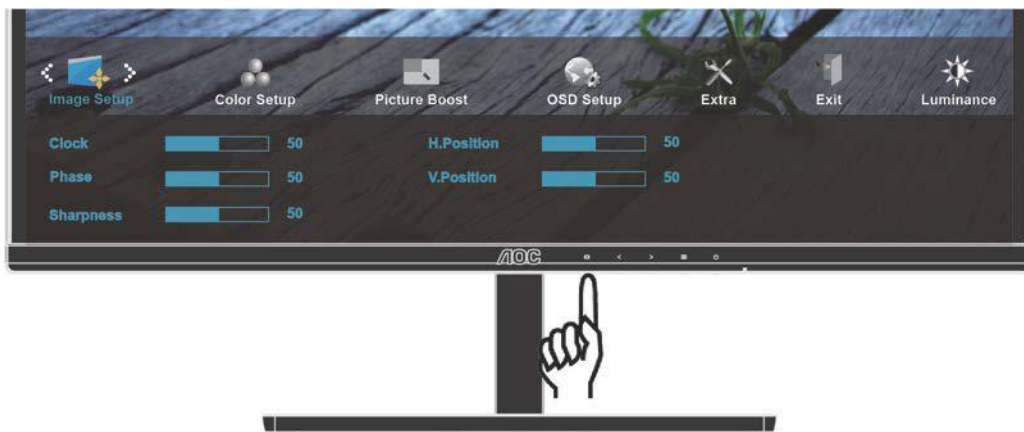 Image Setup Color Setup Picture Boost OSD Setup Extra Exit Luminance
Clock 50 H.Position 50
Phase 50 V.Position 50
Sharpness 50
AOC